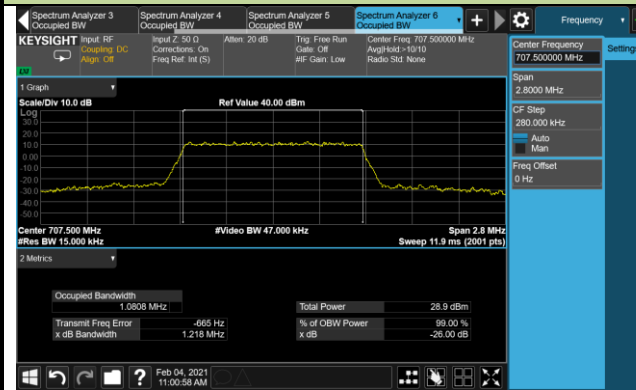 Spectrum Analyzer 3
Occupied BW
Spectrum Analyzer 4
Occupied BW
Spectrum Analyzer 5
Occupied BW
Spectrum Analyzer 6
Occupied BW
Frequency
KEYSIGHT
Input: RF
Coupling: DC
Align: Off
Input Z: 50 Ω
Corrections: On
Freq Ref: Int (S)
Atten: 20 dB
Trig: Free Run
Gate: Off
#IF Gain: Low
Center Freq: 707.500000 MHz
Avg|Hold:>10/10
Radio Std: None
Center Frequency
707.500000 MHz
Settings
Span
2.8000 MHz
CF Step
280.000 kHz
Auto
Man
Freq Offset
0 Hz
1 Graph
Scale/Div 10.0 dB
Ref Value 40.00 dBm
Log
30.0
20.0
10.0
0.00
-10.0
-20.0
-30.0
-40.0
-50.0
Center 707.500 MHz
#Video BW 47.000 kHz
Span 2.8 MHz
#Res BW 15.000 kHz
Sweep 11.9 ms (2001 pts)
2 Metrics
Occupied Bandwidth
1.0808 MHz
Total Power
28.9 dBm
Transmit Freq Error
-665 Hz
% of OBW Power
99.00 %
x dB Bandwidth
1.218 MHz
x dB
-26.00 dB
?
Feb 04, 2021
11:00:58 AM